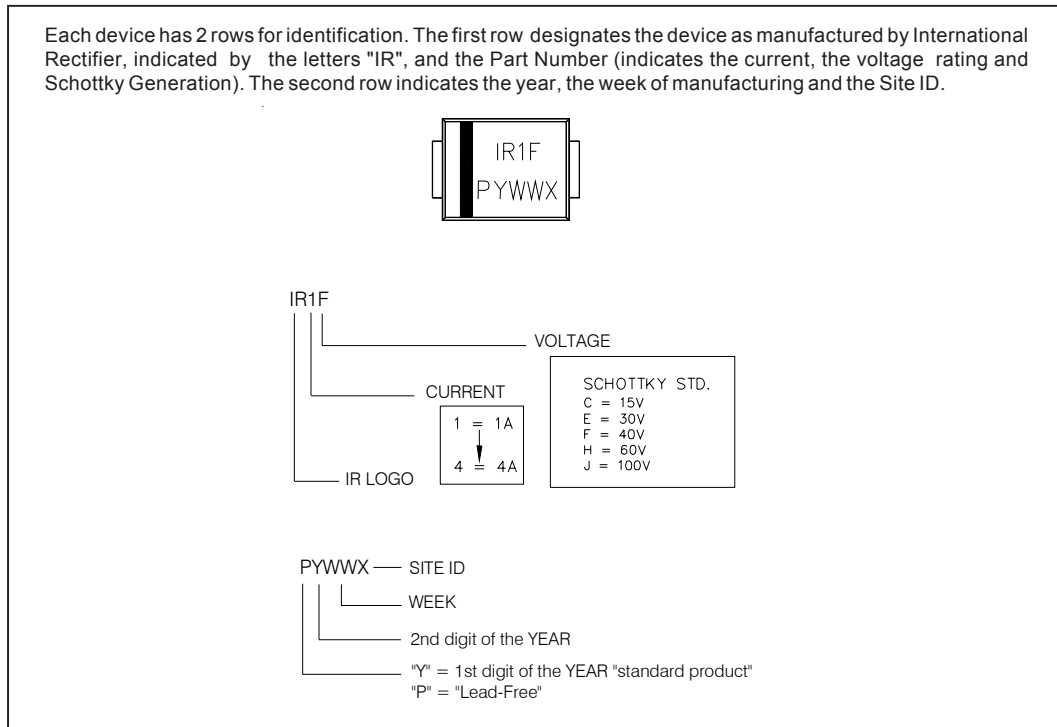 Each device has 2 rows for identification. The first row designates the device as manufactured by International
Rectifier, indicated by the letters "IR", and the Part Number (indicates the current, the voltage rating and
Schottky Generation). The second row indicates the year, the week of manufacturing and the Site ID.
IR1F
PYWWX
IR1F
VOLTAGE
SCHOTTKY STD.
C = 15V
E = 30V
F = 40V
H = 60V
J = 100V
CURRENT
1 = 1A
4 = 4A
IR LOGO
PYWWX
SITE ID
WEEK
2nd digit of the YEAR
"Y" = 1st digit of the YEAR "standard product"
"P" = "Lead-Free"